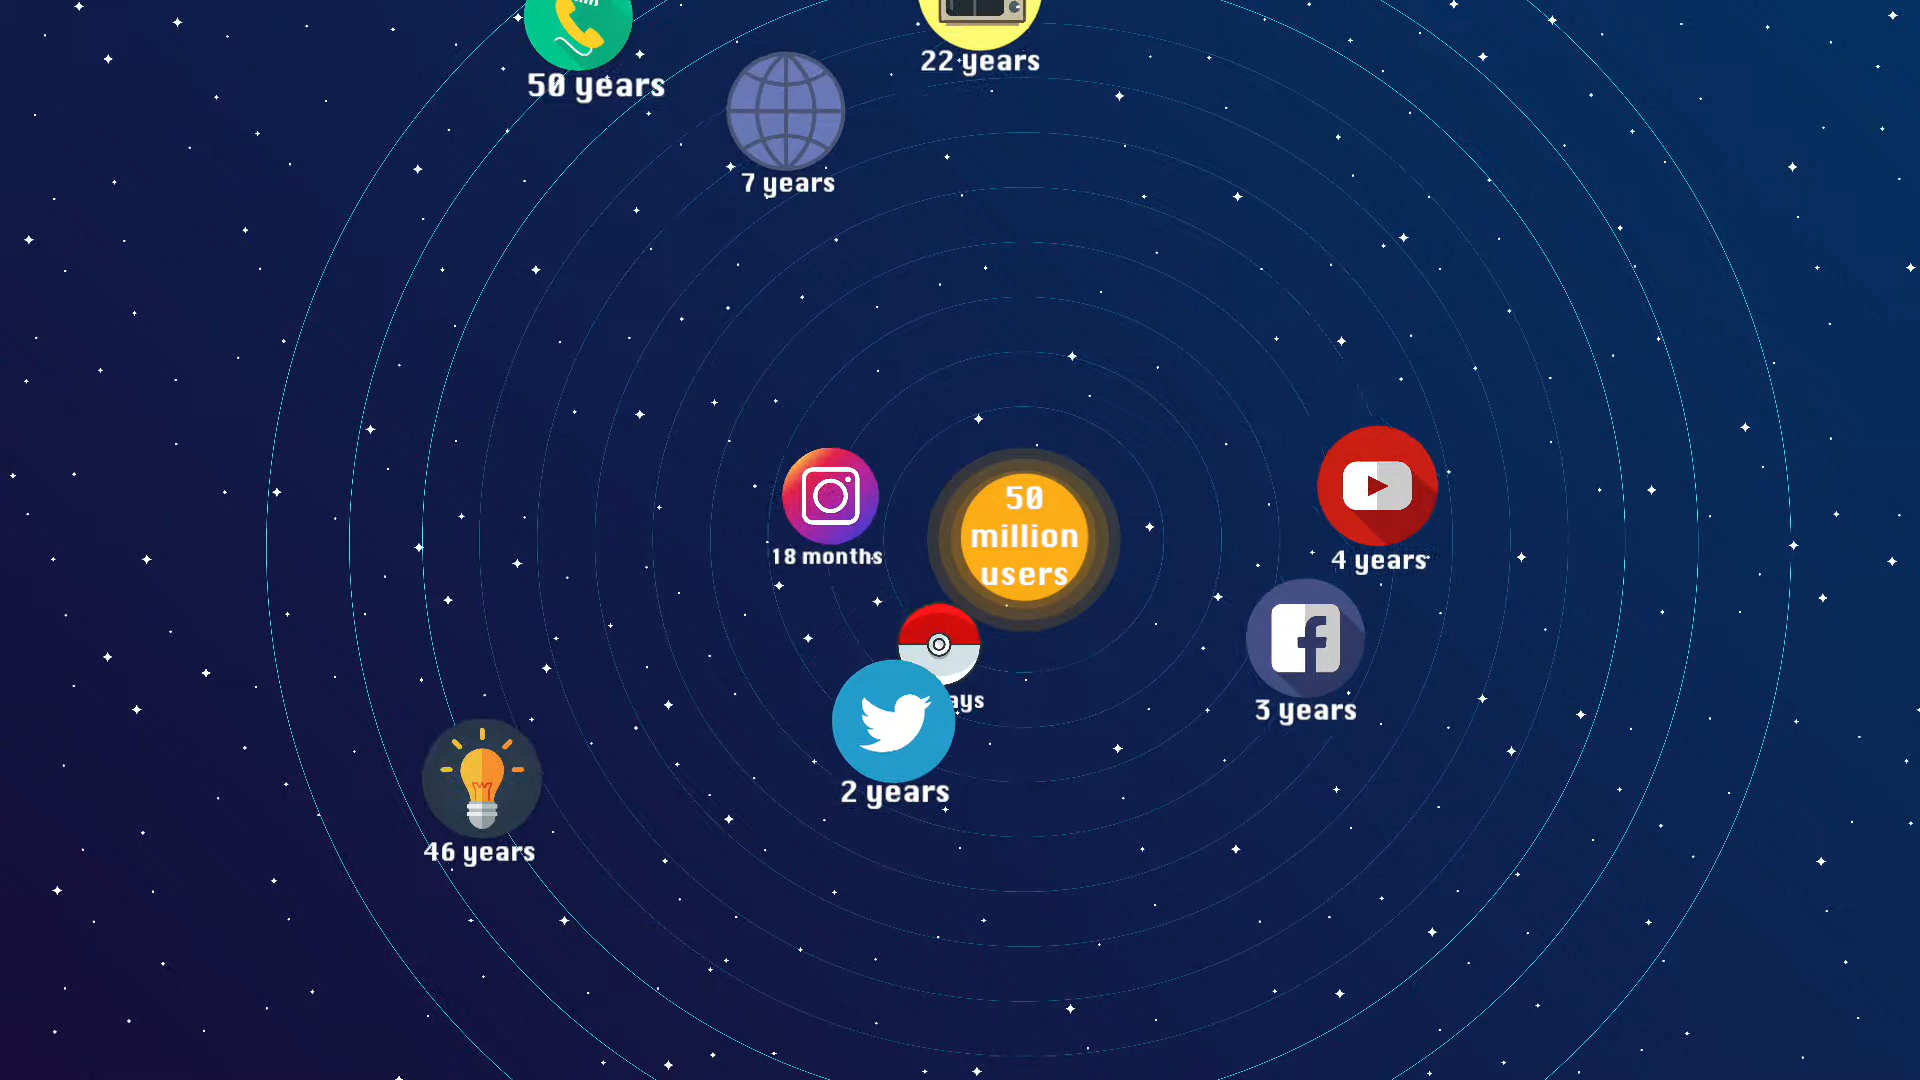 22 years
50 years
7 years
50
million
users
18 months
4 years
3 years
2 years
46 years